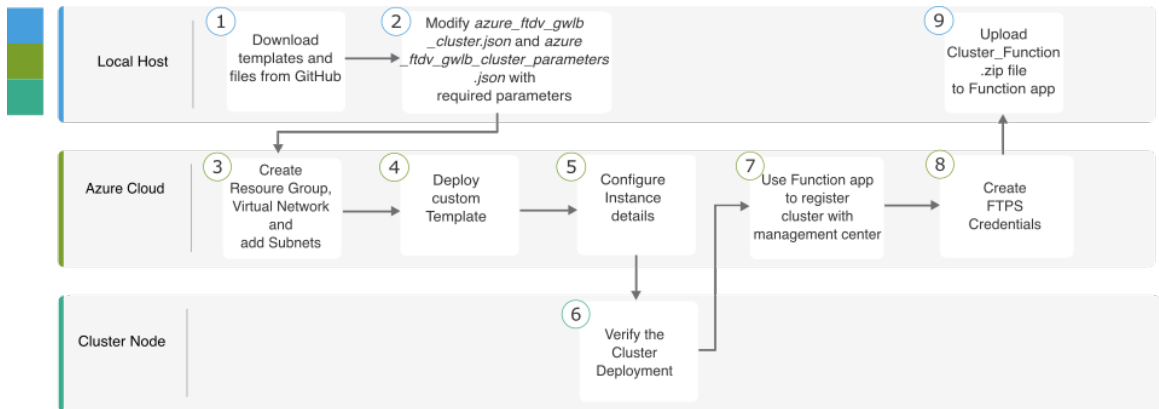 Local Host
1
Download
templates and
files from GitHub
2
Modify azure_ftdv_gwlb
_cluster.json and azure
_ftdv_gwlb_cluster_parameters
.json with
required parameters
9
Upload
Cluster_Function
.zip file
to Function app
Azure Cloud
3
Create
Resoure Group,
Virtual Network
and
add Subnets
4
Deploy
custom
Template
5
Configure
Instance
details
7
Use Function app
to register
cluster with
management center
8
Create
FTPS
Credentials
Cluster Node
6
Verify the
Cluster
Deployment